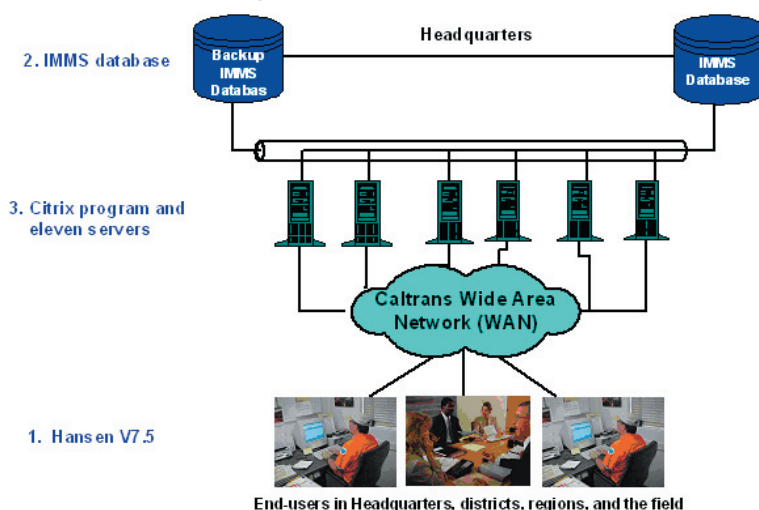 Headquarters
2. IMMS database
Backup
IMMS
Databas
IMMS
Database
3. Citrix program and
eleven servers
Caltrans Wide Area
Network (WAN)
1. Hansen V7.5
End-users in Headquarters, districts, regions, and the field